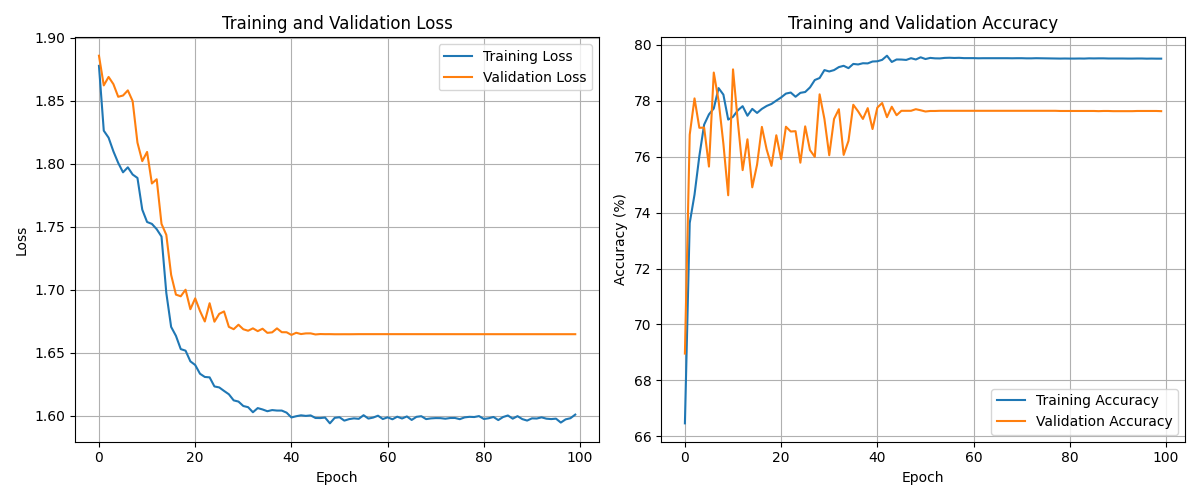 Training and Validation Loss
1.90
1.85
1.80
1.75
1.70
1.65
1.60
Loss
0 20 40 60 80 100
Epoch
Training Loss
Validation Loss
Training and Validation Accuracy
80
78
76
74
72
70
68
66
Accuracy (%)
0 20 40 60 80 100
Epoch
Training Accuracy
Validation Accuracy